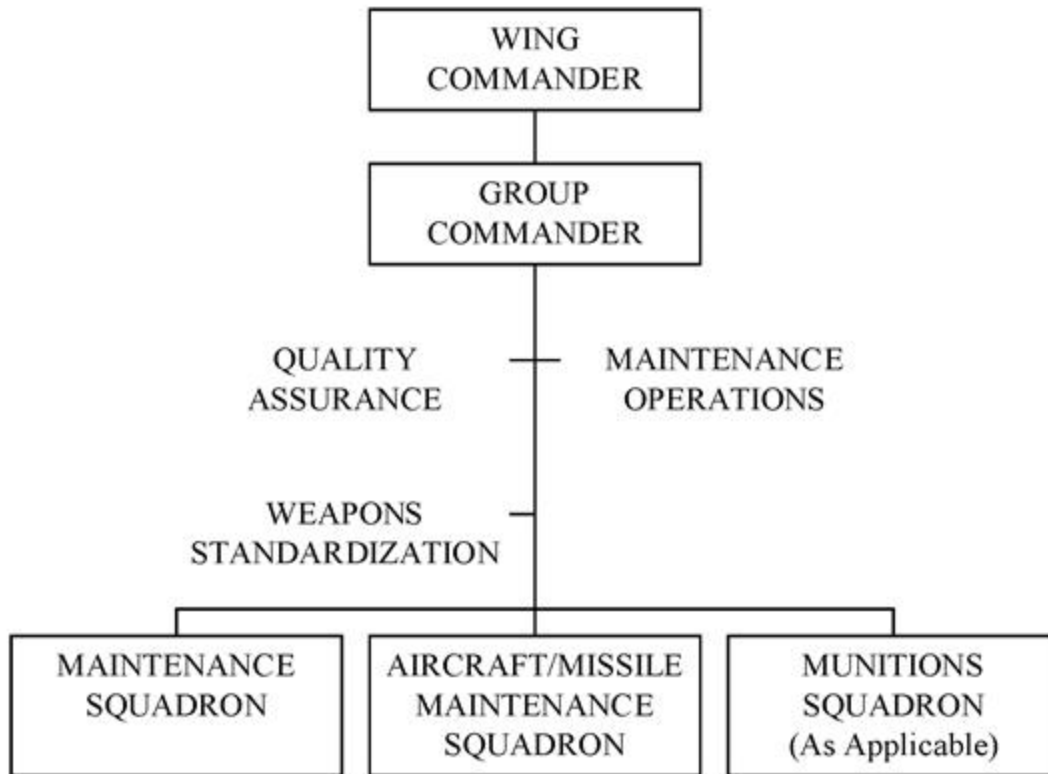 WING
COMMANDER
GROUP
COMMANDER
QUALITY
ASSURANCE
MAINTENANCE
OPERATIONS
WEAPONS
STANDARDIZATION
MAINTENANCE
SQUADRON
AIRCRAFT/MISSILE
MAINTENANCE
SQUADRON
MUNITIONS
SQUADRON
(As Applicable)